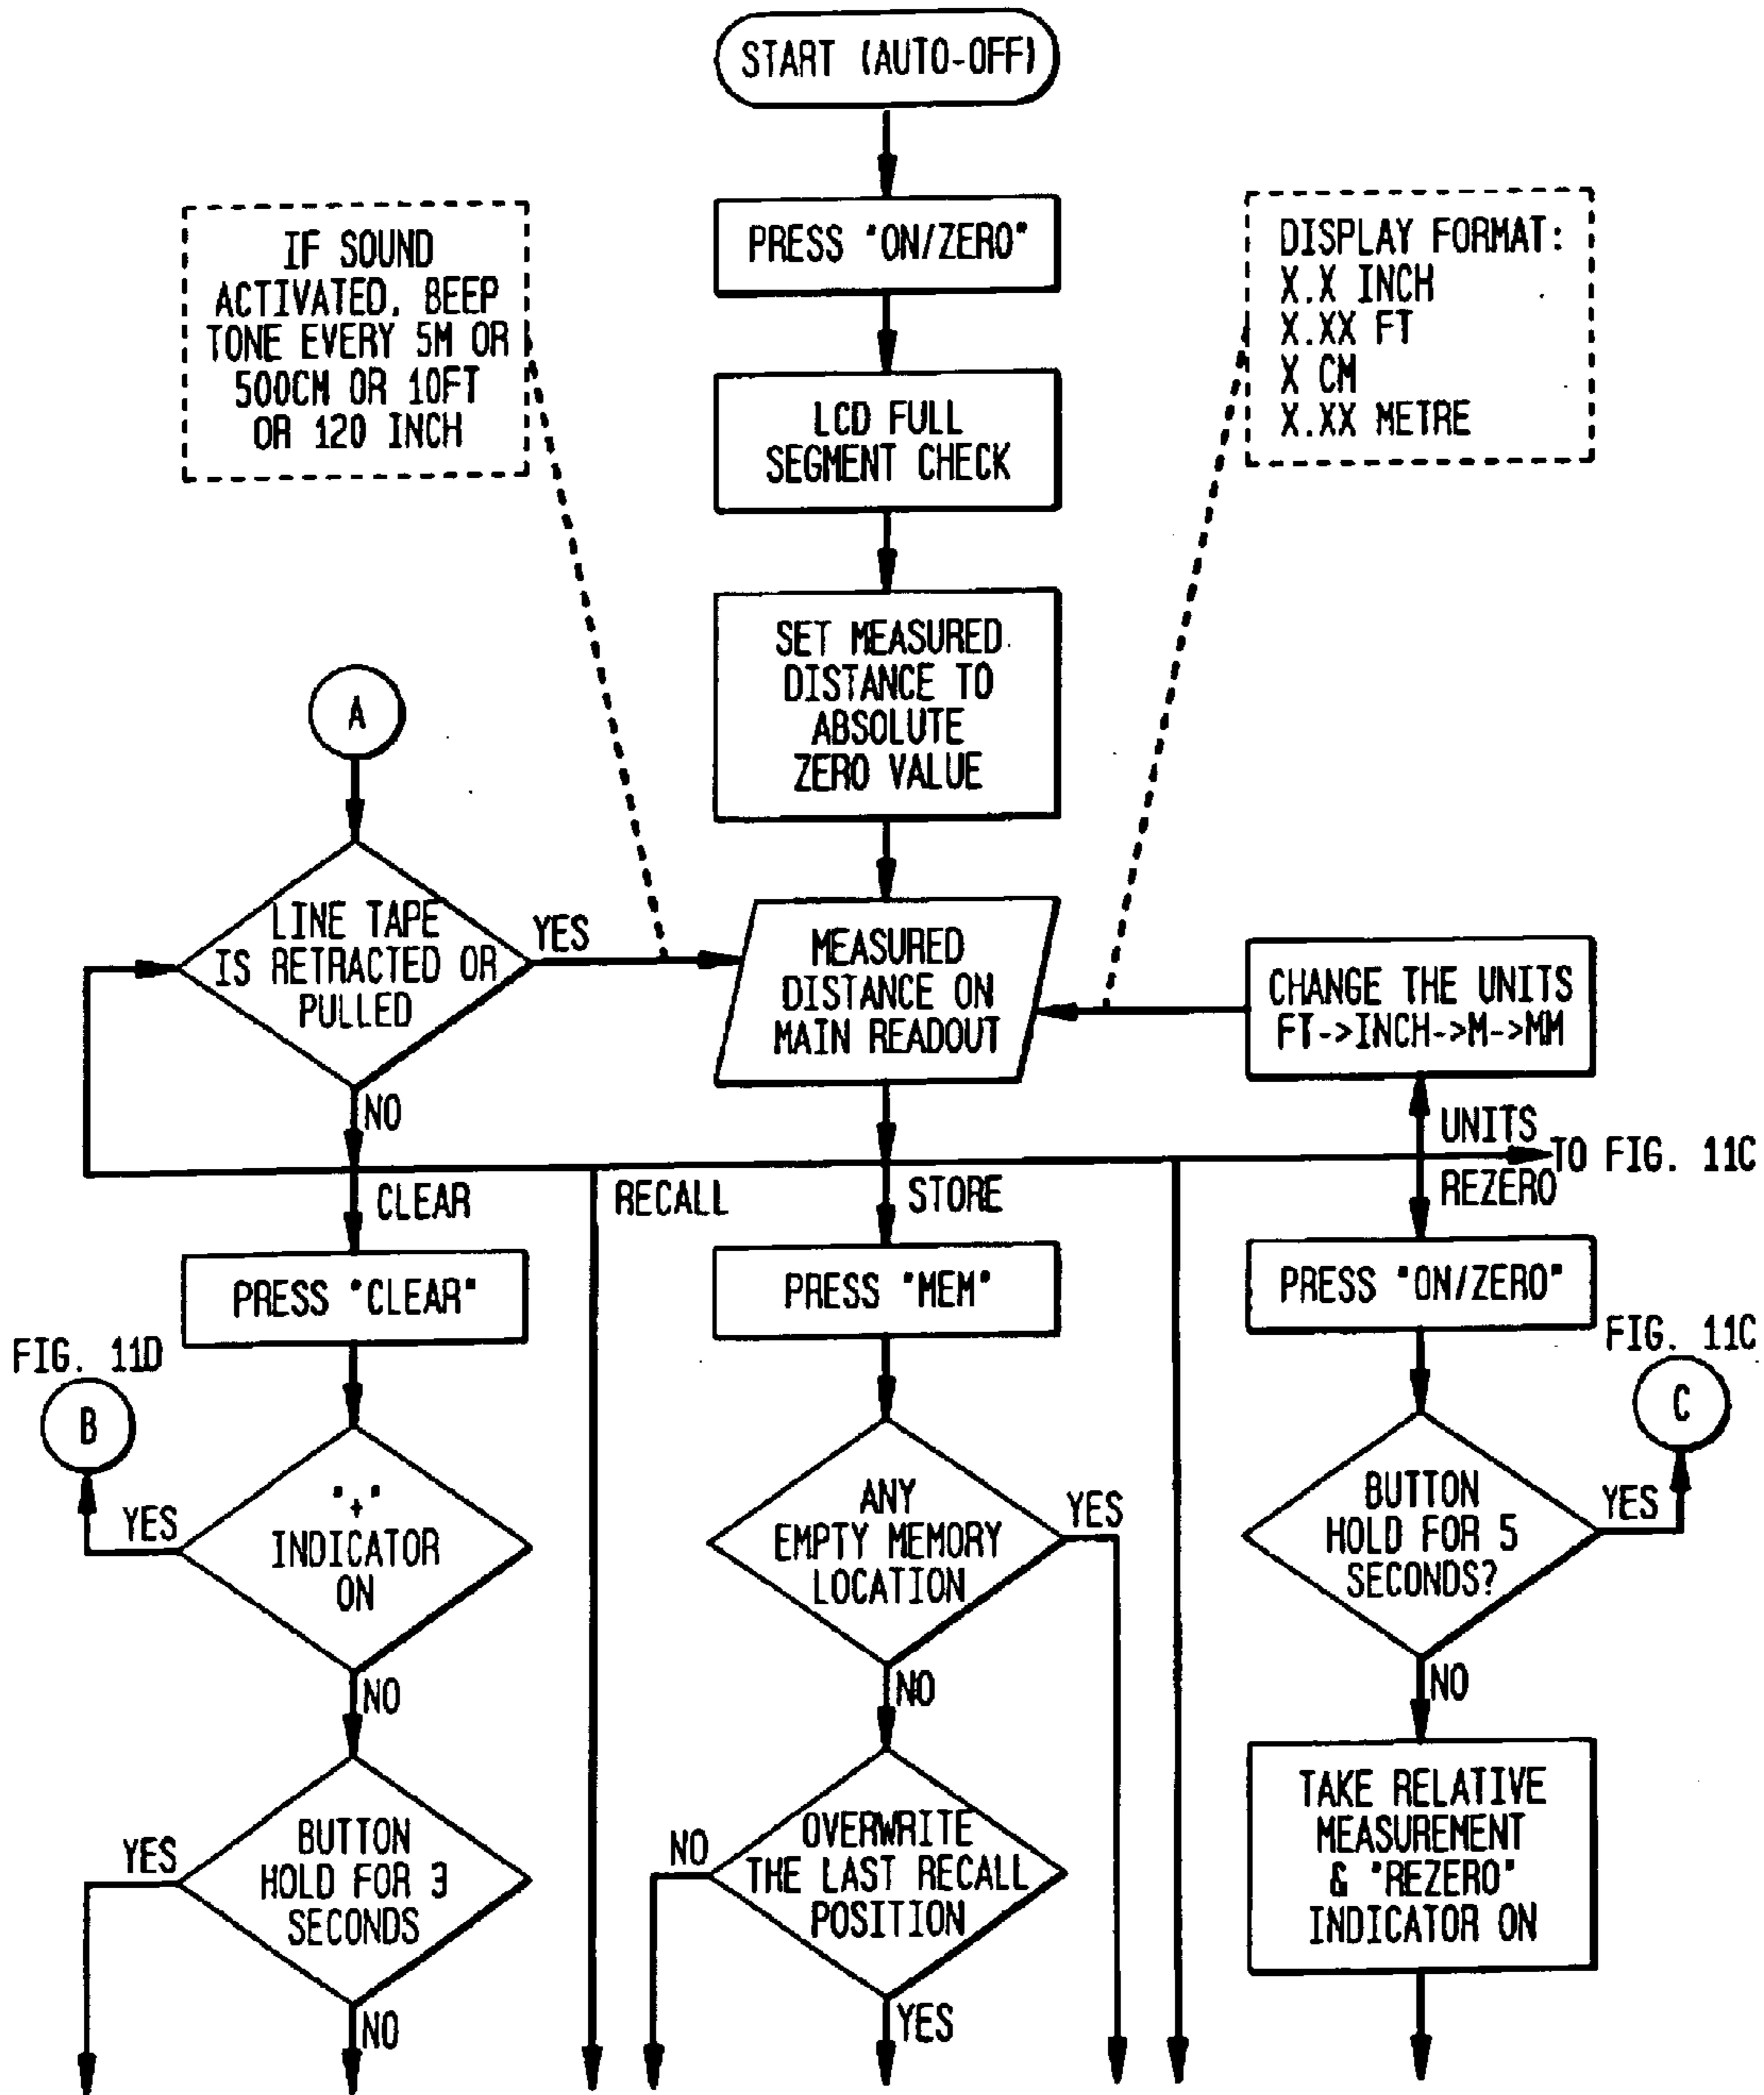 START (AUTO-OFF)
PRESS "ON/ZERO"
IF SOUND
ACTIVATED, BEEP
TONE EVERY 5M OR
500CM OR 10FT
OR 120 INCH
DISPLAY FORMAT:
X.X INCH
X.XX FT
X CM
X.XX METRE
LCD FULL
SEGMENT CHECK
SET MEASURED
DISTANCE TO
ABSOLUTE
ZERO VALUE
A
LINE TAPE
IS RETRACTED OR
PULLED
YES
NO
MEASURED
DISTANCE ON
MAIN READOUT
CHANGE THE UNITS
FT->INCH->M->MM
UNITS
TO FIG. 11C
REZERO
CLEAR
RECALL
STORE
PRESS "CLEAR"
PRESS "MEM"
PRESS "ON/ZERO"
FIG. 11D
B
FIG. 11C
C
YES
"+"
INDICATOR
ON
NO
ANY
EMPTY MEMORY
LOCATION
YES
NO
BUTTON
HOLD FOR 5
SECONDS?
YES
NO
YES
BUTTON
HOLD FOR 3
SECONDS
NO
NO
OVERWRITE
THE LAST RECALL
POSITION
YES
TAKE RELATIVE
MEASUREMENT
& "REZERO"
INDICATOR ON